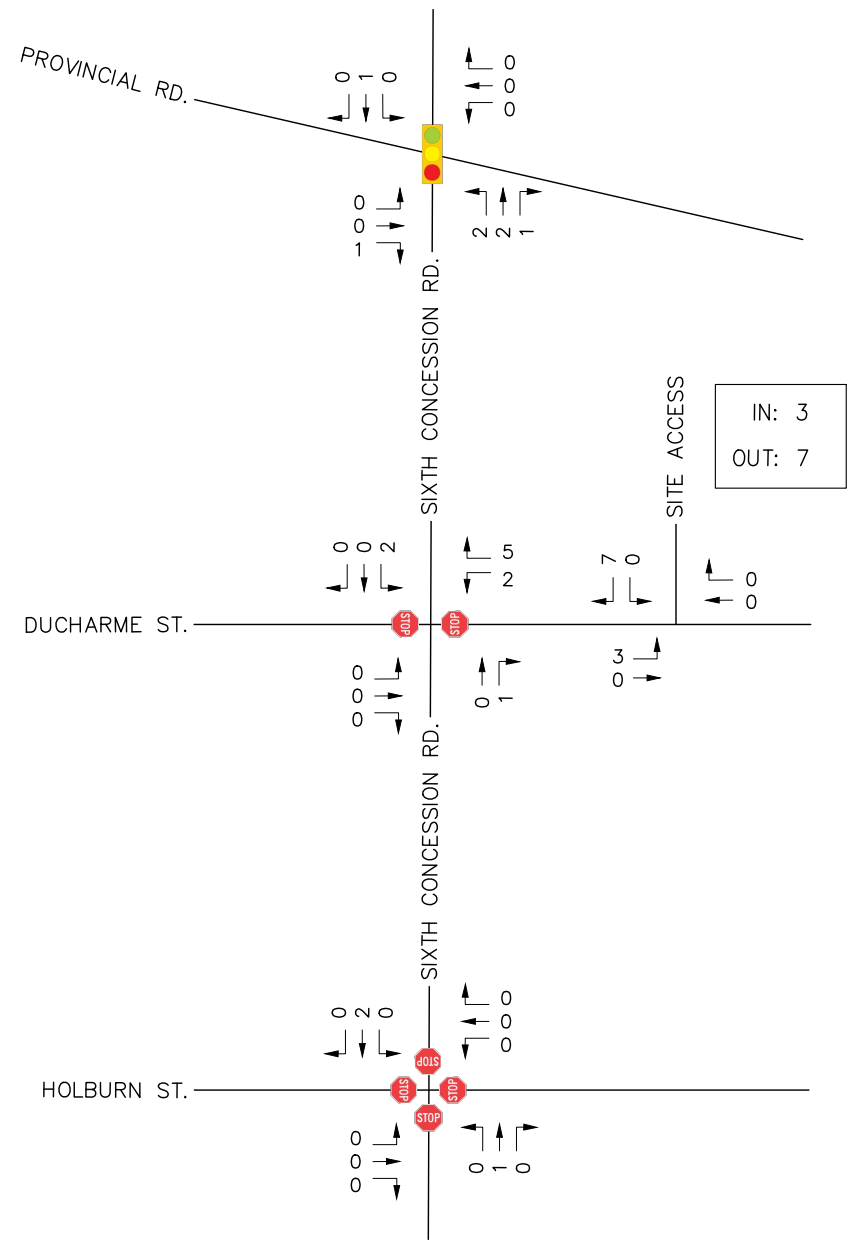 PROVINCIAL RD.
0 1 0
0
0
0
0
0
1
2 2 1
SIXTH CONCESSION RD.
SITE ACCESS
IN: 3
OUT: 7
0 0 2
5
2
7 0
0
0
DUCHARME ST.
STOP
STOP
0
0
0
0 1
3
0
SIXTH CONCESSION RD.
0 2 0
0
0
0
STOP
HOLBURN ST.
STOP
STOP
STOP
0
0
0
0 1 0